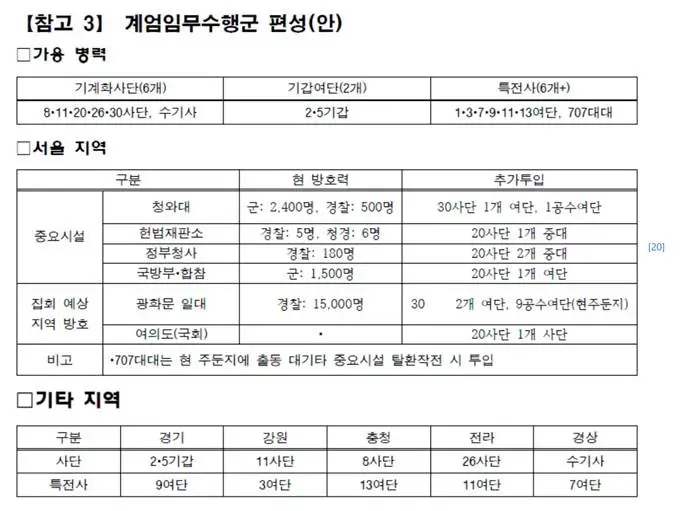 【참고 3】 계엄임무수행군 편성(안)
□가용 병력
기계화사단(6개) 기갑여단(2개) 특전사(6개+)
8•11•20•26•30사단, 수기사 2•5기갑 1•3•7•9•11•13여단, 707대대
□서울 지역
구분 현 방호력 추가투입
중요시설 청와대 군: 2,400명, 경찰: 500명 30사단 1개 여단, 1공수여단
헌법재판소 경찰: 5명, 청경: 6명 20사단 1개 중대
정부청사 경찰: 180명 20사단 2개 중대
국방부•합참 군: 1,500명 20사단 1개 여단
[20]
집회 예상
지역 방호 광화문 일대 경찰: 15,000명 30 2개 여단, 9공수여단(현주둔지)
여의도(국회) • 20사단 1개 사단
비고 •707대대는 현 주둔지에 출동 대기타 중요시설 탈환작전 시 투입
□기타 지역
구분 경기 강원 충청 전라 경상
사단 2•5기갑 11사단 8사단 26사단 수기사
특전사 9여단 3여단 13여단 11여단 7여단